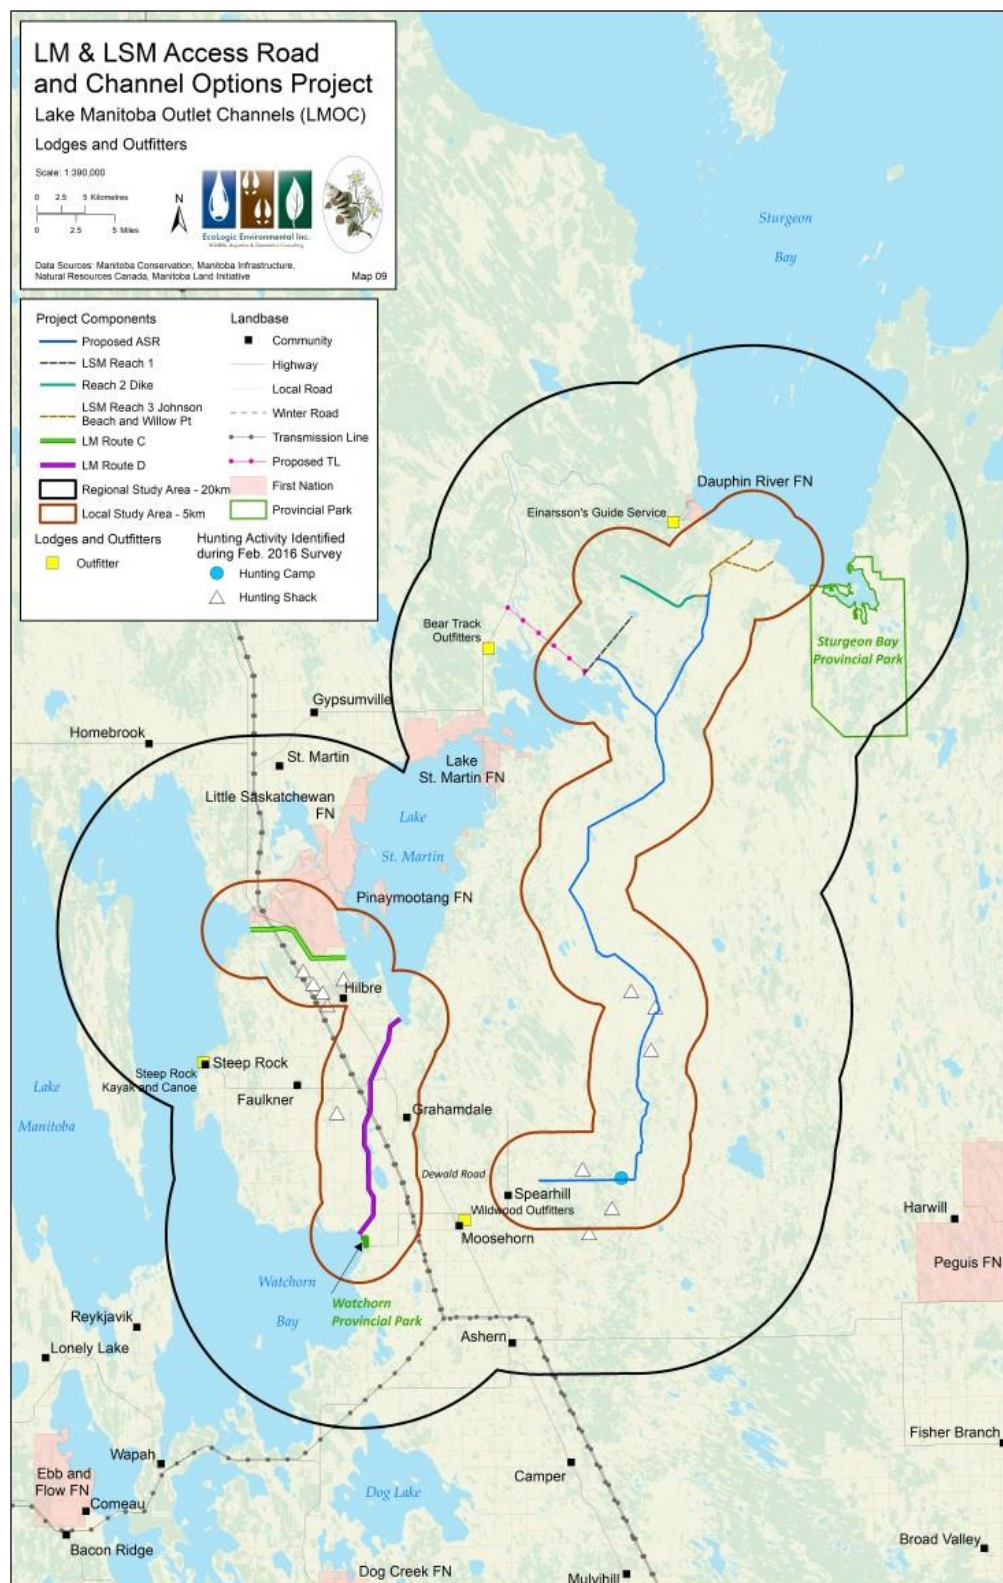 LM & LSM Access Road
and Channel Options Project
Lake Manitoba Outlet Channels (LMOC)
Lodges and Outfitters
Scale: 1:390,000
0 2.5 5 Kilometres
0 2.5 5 Miles
N
EcoLogic Environmental Inc.
Data Sources: Manitoba Conservation, Manitoba Infrastructure,
Natural Resources Canada, Manitoba Land Initiative
Map 09
Project Components
Proposed ASR
LSM Reach 1
Reach 2 Dike
LSM Reach 3 Johnson
Beach and Willow Pt
LM Route C
LM Route D
Regional Study Area - 20km
Local Study Area - 5km
Lodges and Outfitters
Outfitter
Landbase
Community
Highway
Local Road
Winter Road
Transmission Line
Proposed TL
First Nation
Provincial Park
Hunting Activity Identified
during Feb. 2016 Survey
Hunting Camp
Hunting Shack
Sturgeon
Bay
Dauphin River FN
Einarsson's Guide Service
Bear Track
Outfitters
Sturgeon Bay
Provincial Park
Gypsumville
Homebrook
St. Martin
Lake
St. Martin FN
Little Saskatchewan
FN
Lake
St. Martin
Pinaymootang FN
Hilbre
Steep Rock
Steep Rock
Kayak and Canoe
Faulkner
Lake
Manitoba
Grahamdale
Dewald Road
Spearhill
Wildwood Outfitters
Moosehorn
Harwill
Peguis FN
Watchorn
Bay
Watchorn
Provincial Park
Reykjavik
Lonely Lake
Ashern
Fisher Branch
Wapah
Ebb and
Flow FN
Comeau
Bacon Ridge
Camper
Dog Lake
Broad Valley
Dog Creek FN
Mulvihill